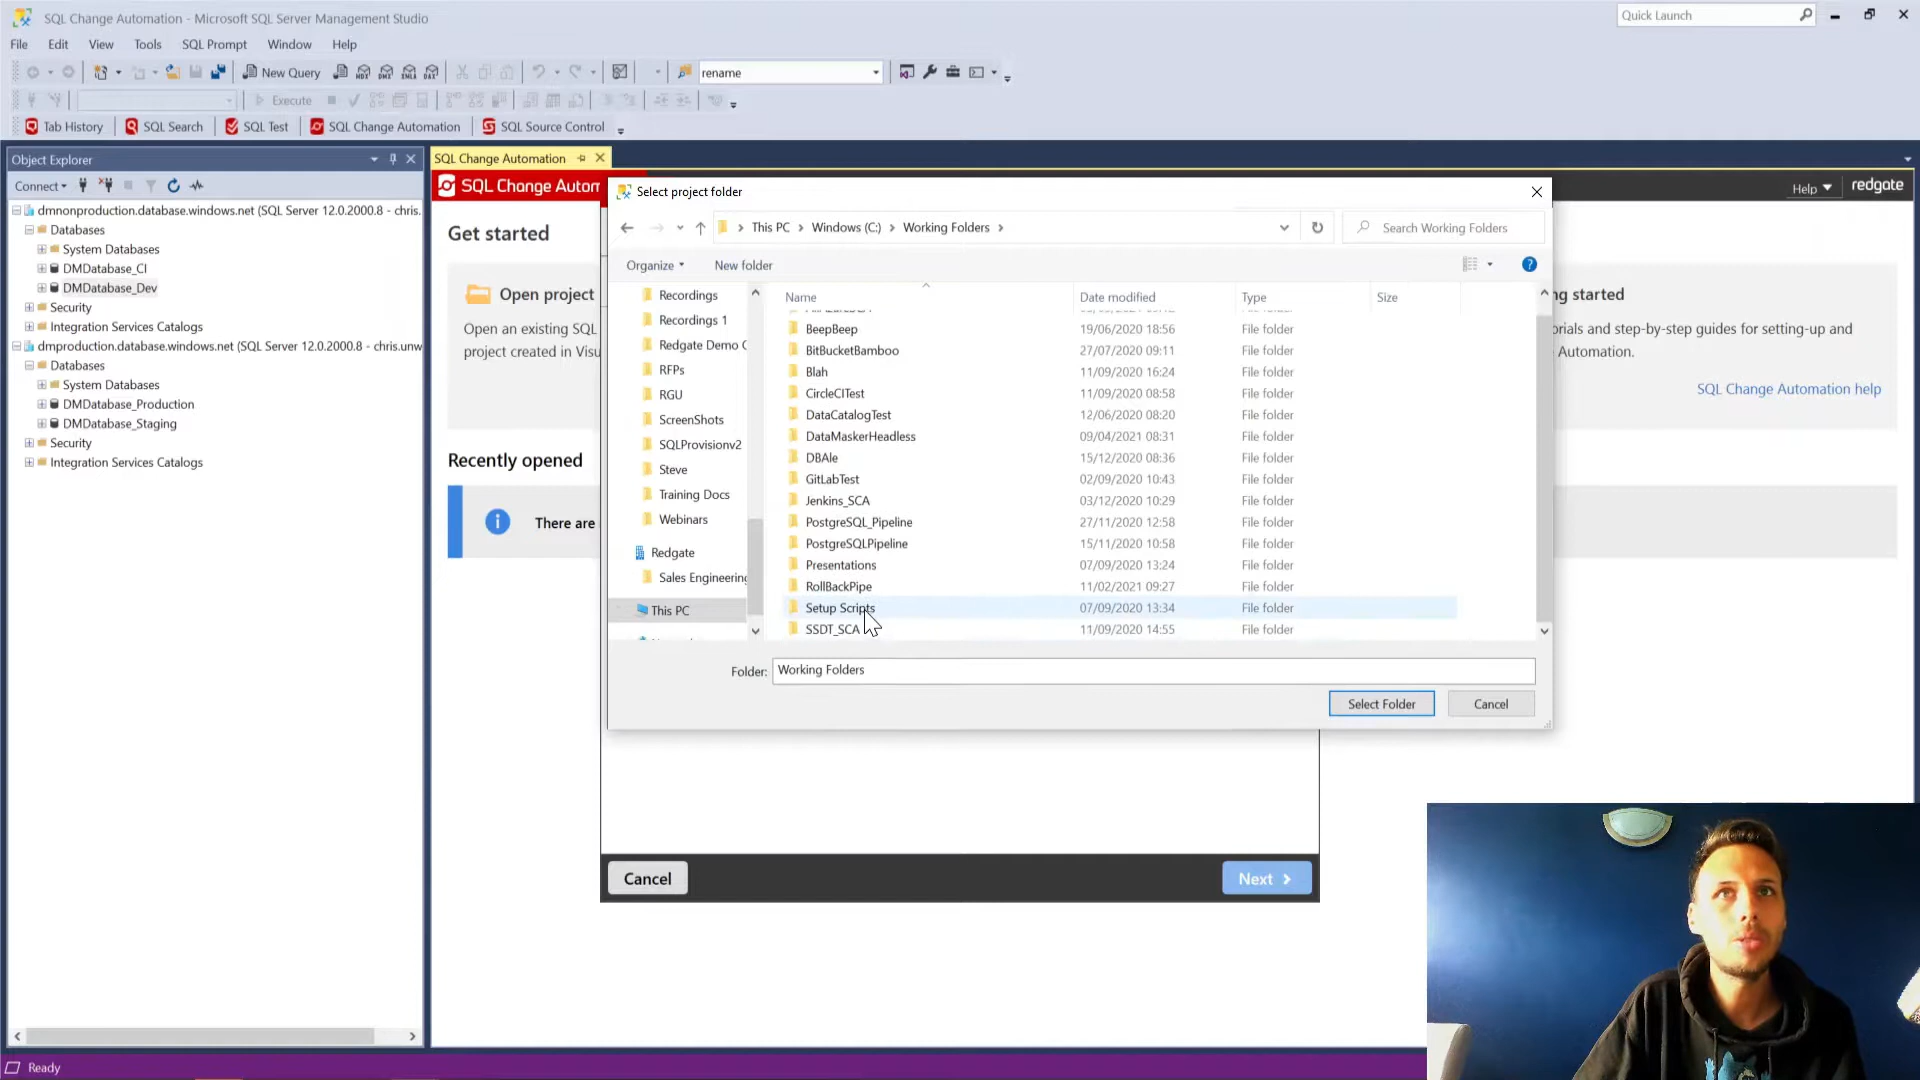 SQL Change Automation - Microsoft SQL Server Management Studio
Quick Launch
File Edit View Tools SQL Prompt Window Help
New Query
rename
Execute
Tab History SQL Search SQL Test SQL Change Automation SQL Source Control
Object Explorer
Connect
dmnonproduction.database.windows.net (SQL Server 12.0.2000.8 - chris.
Databases
System Databases
DMDatabase_CI
DMDatabase_Dev
Security
Integration Services Catalogs
dmproduction.database.windows.net (SQL Server 12.0.2000.8 - chris.unw
Databases
System Databases
DMDatabase_Production
DMDatabase_Staging
Security
Integration Services Catalogs
SQL Change Automation
SQL Change Autom
Help
redgate
Get started
Open project
Open an existing SQL
project created in Visu
Recently opened
There are
ng started
orials and step-by-step guides for setting-up and
Automation.
SQL Change Automation help
Select project folder
This PC > Windows (C:) > Working Folders >
Search Working Folders
Organize New folder
Recordings
Recordings 1
Redgate Demo C
RFPs
RGU
ScreenShots
SQLProvisionv2
Steve
Training Docs
Webinars
Redgate
Sales Engineering
This PC
Name Date modified Type Size
BeepBeep 19/06/2020 18:56 File folder
BitBucketBamboo 27/07/2020 09:11 File folder
Blah 11/09/2020 16:24 File folder
CircleCITest 11/09/2020 08:58 File folder
DataCatalogTest 12/06/2020 08:20 File folder
DataMaskerHeadless 09/04/2021 08:31 File folder
DBAle 15/12/2020 08:36 File folder
GitLabTest 02/09/2020 10:43 File folder
Jenkins_SCA 03/12/2020 10:29 File folder
PostgreSQL_Pipeline 27/11/2020 12:58 File folder
PostgreSQLPipeline 15/11/2020 10:58 File folder
Presentations 07/09/2020 13:24 File folder
RollBackPipe 11/02/2021 09:27 File folder
Setup Scripts 07/09/2020 13:34 File folder
SSDT_SCA 11/09/2020 14:55 File folder
Folder: Working Folders
Select Folder Cancel
Cancel
Next
Ready